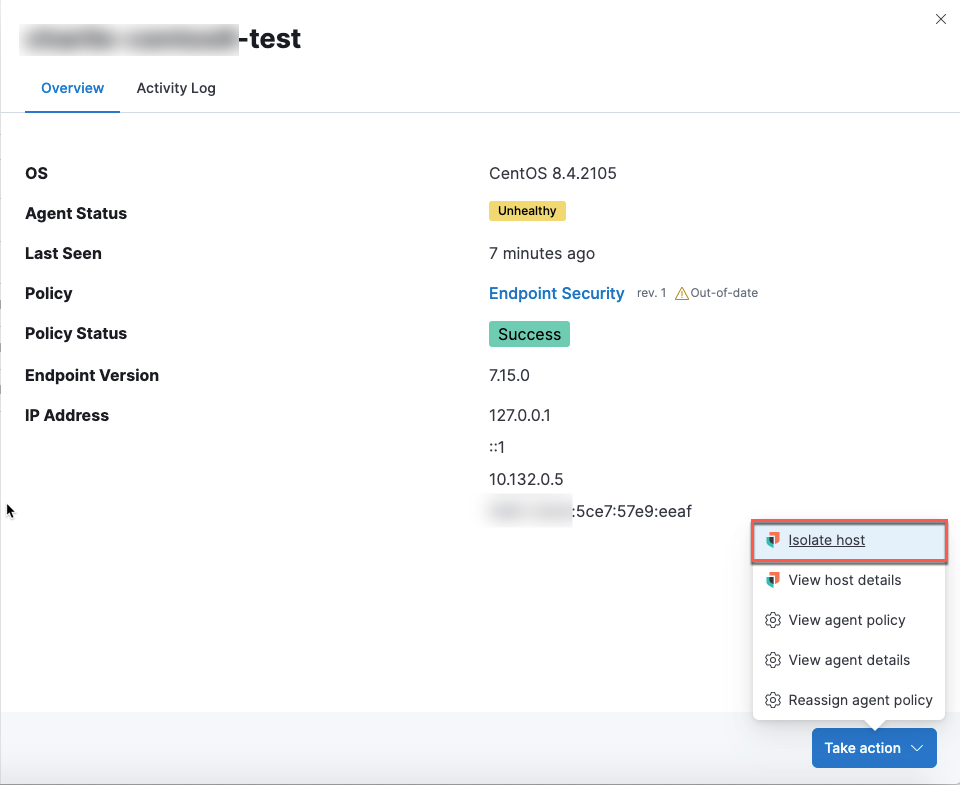 -test
Overview Activity Log
OS CentOS 8.4.2105
Agent Status Unhealthy
Last Seen 7 minutes ago
Policy Endpoint Security rev. 1 Out-of-date
Policy Status Success
Endpoint Version 7.15.0
IP Address 127.0.0.1
::1
10.132.0.5
:5ce7:57e9:eeaf
Isolate host
View host details
View agent policy
View agent details
Reassign agent policy
Take action